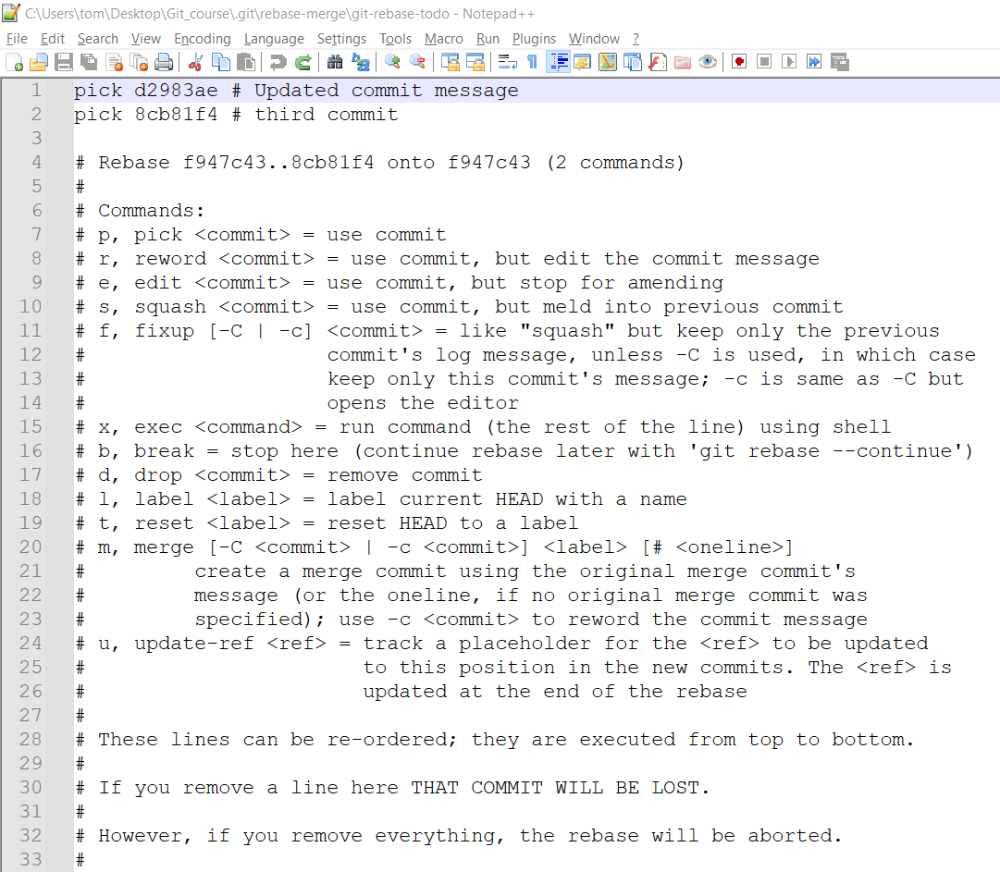 C:\Users\tom\Desktop\Git_course\.git\rebase-merge\git-rebase-todo - Notepad++
File Edit Search View Encoding Language Settings Tools Macro Run Plugins Window ?
1 pick d2983ae # Updated commit message
2 pick 8cb81f4 # third commit
3
4 # Rebase f947c43..8cb81f4 onto f947c43 (2 commands)
5 #
6 # Commands:
7 # p, pick <commit> = use commit
8 # r, reword <commit> = use commit, but edit the commit message
9 # e, edit <commit> = use commit, but stop for amending
10 # s, squash <commit> = use commit, but meld into previous commit
11 # f, fixup [-C | -c] <commit> = like "squash" but keep only the previous
12 #                    commit's log message, unless -C is used, in which case
13 #                    keep only this commit's message; -c is same as -C but
14 #                    opens the editor
15 # x, exec <command> = run command (the rest of the line) using shell
16 # b, break = stop here (continue rebase later with 'git rebase --continue')
17 # d, drop <commit> = remove commit
18 # l, label <label> = label current HEAD with a name
19 # t, reset <label> = reset HEAD to a label
20 # m, merge [-C <commit> | -c <commit>] <label> [# <oneline>]
21 #         create a merge commit using the original merge commit's
22 #         message (or the oneline, if no original merge commit was
23 #         specified); use -c <commit> to reword the commit message
24 # u, update-ref <ref> = track a placeholder for the <ref> to be updated
25 #                       to this position in the new commits. The <ref> is
26 #                       updated at the end of the rebase
27 #
28 # These lines can be re-ordered; they are executed from top to bottom.
29 #
30 # If you remove a line here THAT COMMIT WILL BE LOST.
31 #
32 # However, if you remove everything, the rebase will be aborted.
33 #